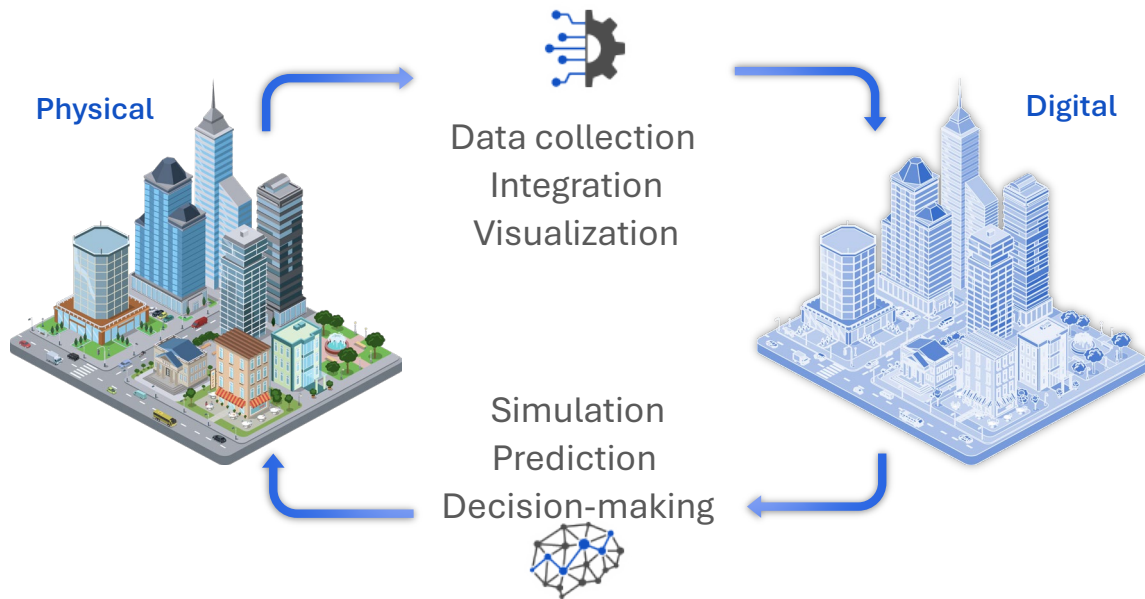 Physical
Digital
Data collection
Integration
Visualization
Simulation
Prediction
Decision-making